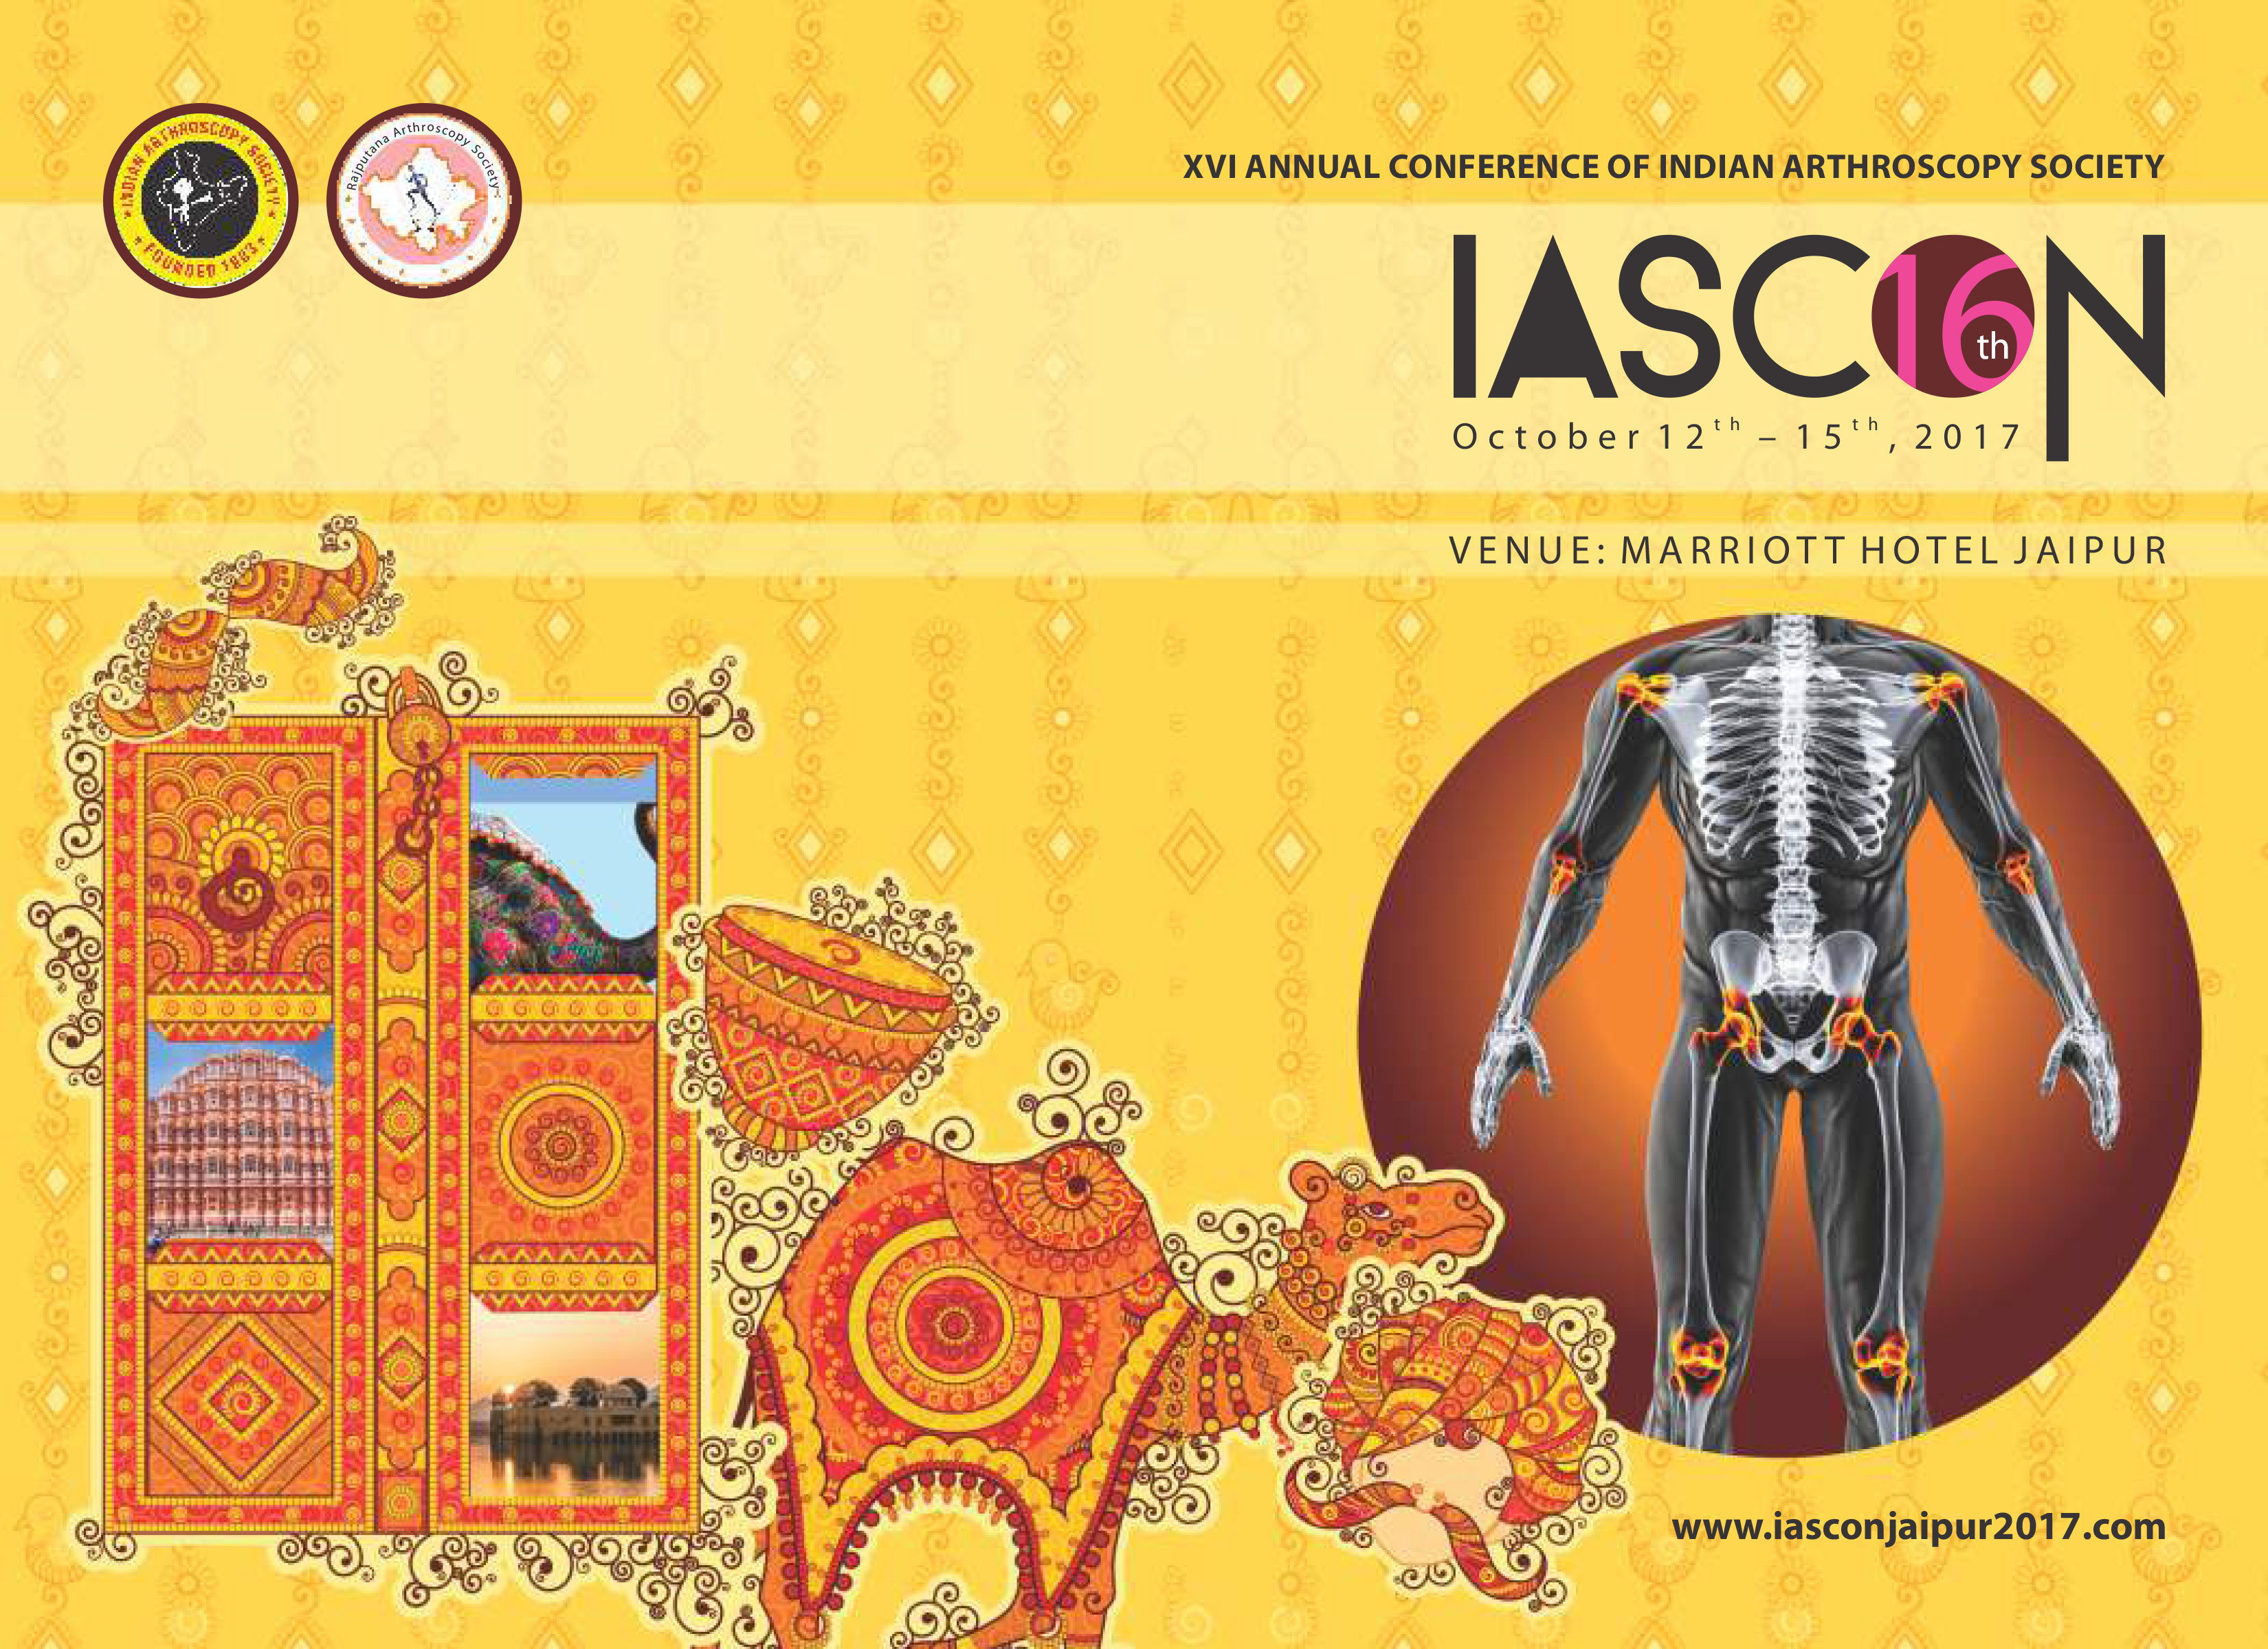 INDIAN ARTHROSCOPY SOCIETY
FOUNDED 1883
Rajputana Arthroscopy Society
XVI ANNUAL CONFERENCE OF INDIAN ARTHROSCOPY SOCIETY
IASC16thN
October 12th – 15th, 2017
VENUE: MARRIOTT HOTEL JAIPUR
www.iasconjaipur2017.com